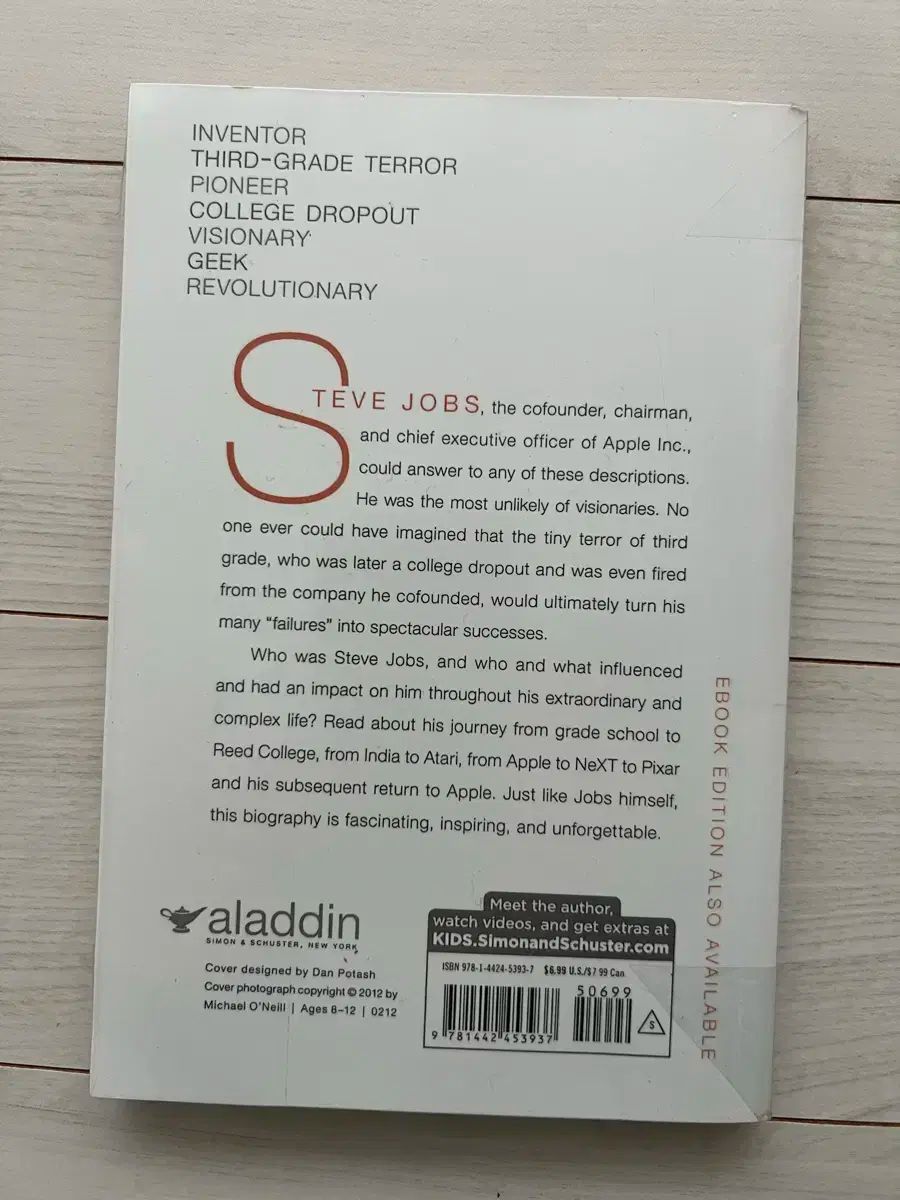 INVENTOR
THIRD-GRADE TERROR
PIONEER
COLLEGE DROPOUT
VISIONARY
GEEK
REVOLUTIONARY
STEVE JOBS, the cofounder, chairman,
and chief executive officer of Apple Inc.,
could answer to any of these descriptions.
He was the most unlikely of visionaries. No
one ever could have imagined that the tiny terror of third
grade, who was later a college dropout and was even fired
from the company he cofounded, would ultimately turn his
many "failures" into spectacular successes.
Who was Steve Jobs, and who and what influenced
and had an impact on him throughout his extraordinary and
complex life? Read about his journey from grade school to
Reed College, from India to Atari, from Apple to NeXT to Pixar
and his subsequent return to Apple. Just like Jobs himself,
this biography is fascinating, inspiring, and unforgettable.
EBOOK EDITION ALSO AVAILABLE
aladdin
SIMON & SCHUSTER, NEW YORK
Cover designed by Dan Potash
Cover photograph copyright © 2012 by
Michael O'Neill | Ages 8–12 | 0212
Meet the author,
watch videos, and get extras at
KIDS.SimonandSchuster.com
ISBN 978-1-4424-5393-7 $6.99 U.S./$7.99 Can.
50699
9 781442 453937
S